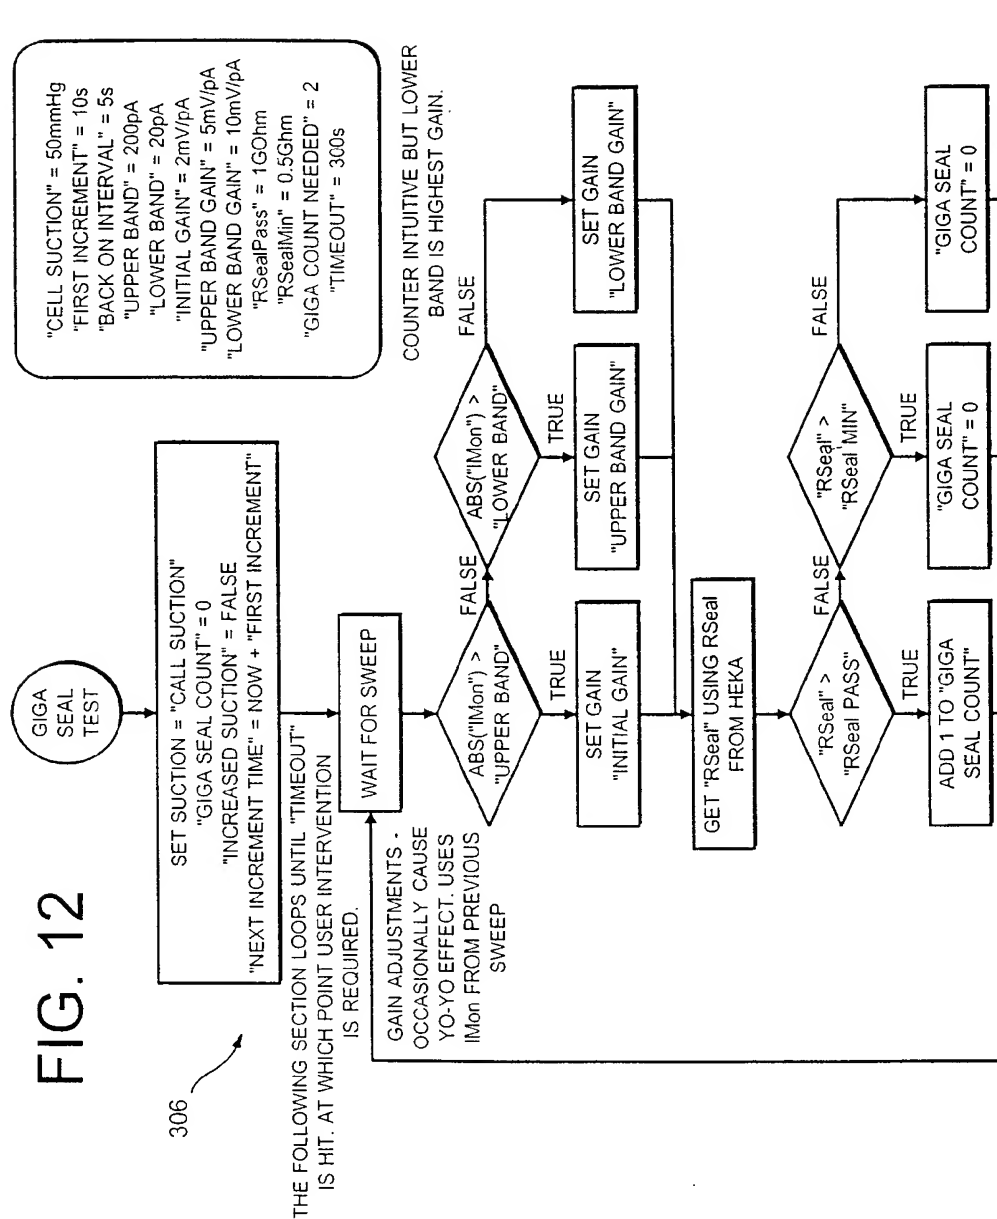 FIG. 12
306
GIGA
SEAL
TEST
"CELL SUCTION" = 50mmHg
"FIRST INCREMENT" = 10s
"BACK ON INTERVAL" = 5s
"UPPER BAND" = 200pA
"LOWER BAND" = 20pA
"INITIAL GAIN" = 2mV/pA
"UPPER BAND GAIN" = 5mV/pA
"LOWER BAND GAIN" = 10mV/pA
"RSealPass" = 1GOhm
"RSealMin" = 0.5Ghm
"GIGA COUNT NEEDED" = 2
"TIMEOUT" = 300s
SET SUCTION = "CALL SUCTION"
"GIGA SEAL COUNT" = 0
"INCREASED SUCTION" = FALSE
"NEXT INCREMENT TIME" = NOW + "FIRST INCREMENT"
THE FOLLOWING SECTION LOOPS UNTIL "TIMEOUT"
IS HIT. AT WHICH POINT USER INTERVENTION
IS REQUIRED.
WAIT FOR SWEEP
GAIN ADJUSTMENTS -
OCCASIONALLY CAUSE
YO-YO EFFECT. USES
IMon FROM PREVIOUS
SWEEP
COUNTER INTUITIVE BUT LOWER
BAND IS HIGHEST GAIN.
ABS("IMon") >
"UPPER BAND"
FALSE
ABS("IMon") >
"LOWER BAND"
FALSE
TRUE
TRUE
SET GAIN
"INITIAL GAIN"
SET GAIN
"UPPER BAND GAIN"
SET GAIN
"LOWER BAND GAIN"
GET "RSeal" USING RSeal
FROM HEKA
"RSeal" >
"RSeal PASS"
FALSE
"RSeal" >
"RSeal MIN"
FALSE
TRUE
TRUE
ADD 1 TO "GIGA
SEAL COUNT"
"GIGA SEAL
COUNT" = 0
"GIGA SEAL
COUNT" = 0